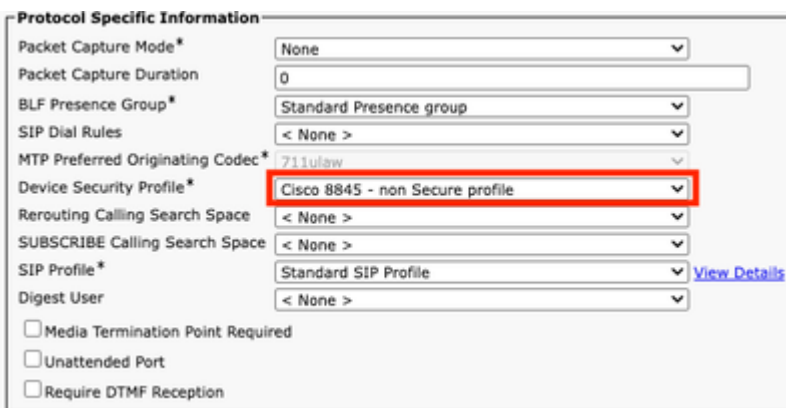 Protocol Specific Information
Packet Capture Mode* None
Packet Capture Duration 0
BLF Presence Group* Standard Presence group
SIP Dial Rules < None >
MTP Preferred Originating Codec* 711ulaw
Device Security Profile* Cisco 8845 - non Secure profile
Rerouting Calling Search Space < None >
SUBSCRIBE Calling Search Space < None >
SIP Profile* Standard SIP Profile View Details
Digest User < None >
Media Termination Point Required
Unattended Port
Require DTMF Reception